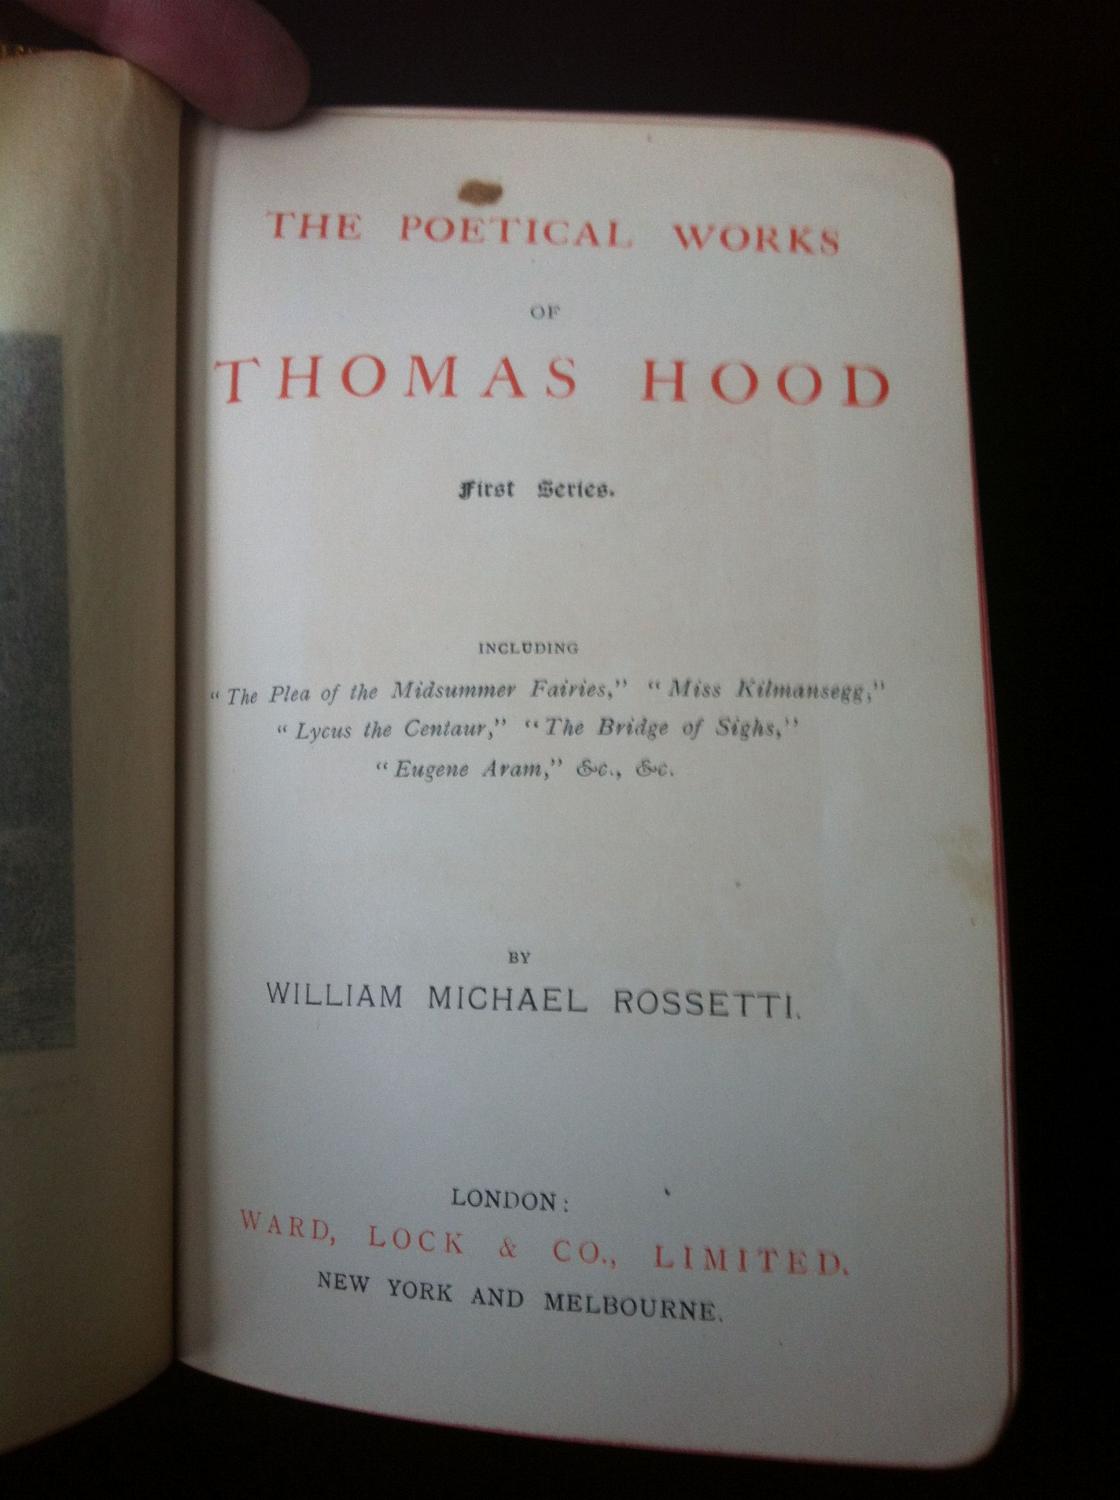 THE POETICAL WORKS
OF
THOMAS HOOD
First Series.
INCLUDING
“The Plea of the Midsummer Fairies,” “Miss Kilmansegg,”
“Lycus the Centaur,” “The Bridge of Sighs,”
“Eugene Aram,” &c., &c.
BY
WILLIAM MICHAEL ROSSETTI.
LONDON:
WARD, LOCK & CO., LIMITED.
NEW YORK AND MELBOURNE.